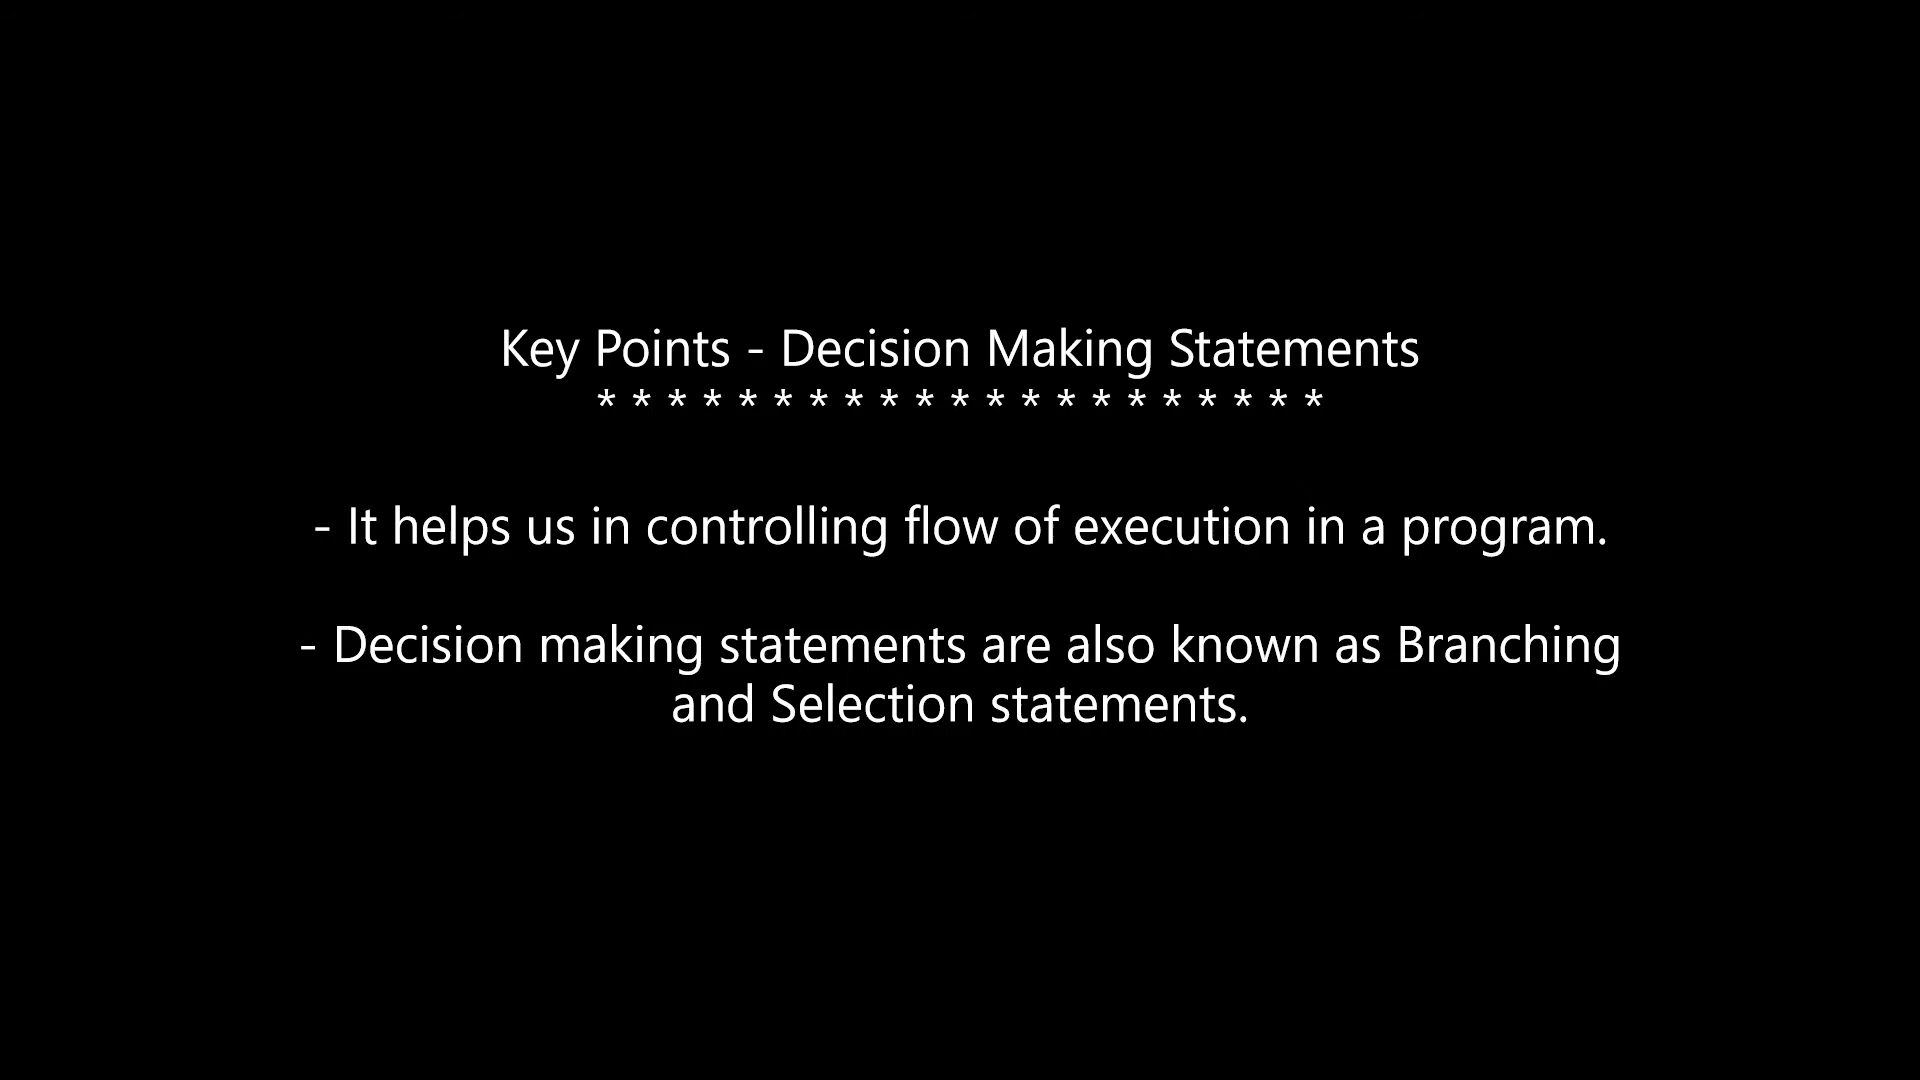 Key Points - Decision Making Statements
* * * * * * * * * * * * * * * * * * * * *
- It helps us in controlling flow of execution in a program.
- Decision making statements are also known as Branching
and Selection statements.